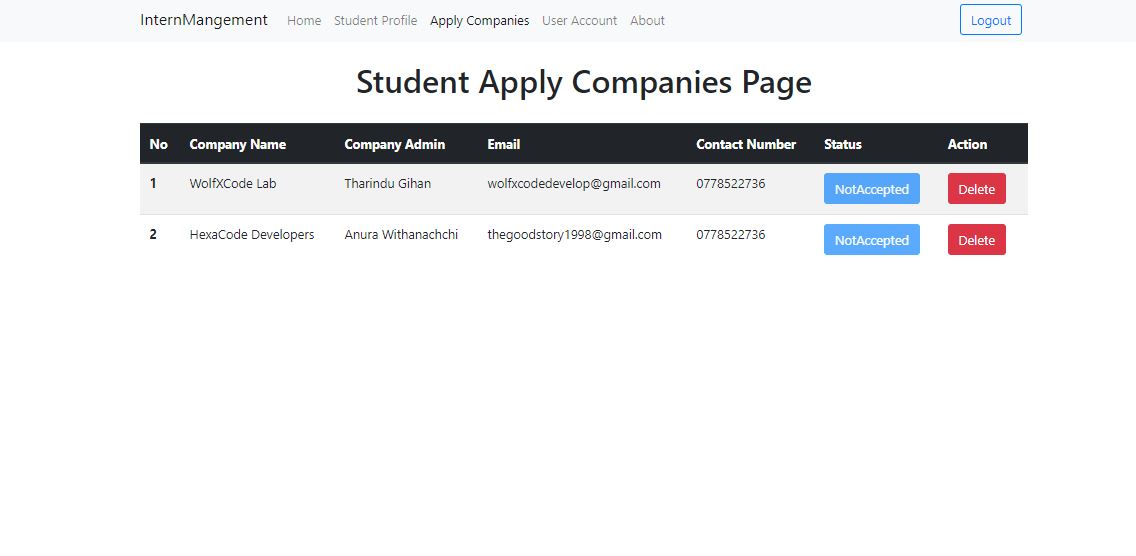 InternMangement Home Student Profile Apply Companies User Account About Logout
Student Apply Companies Page
No Company Name Company Admin Email Contact Number Status Action
1 WolfXCode Lab Tharindu Gihan wolfxcodedevelop@gmail.com 0778522736 NotAccepted Delete
2 HexaCode Developers Anura Withanachchi thegoodstory1998@gmail.com 0778522736 NotAccepted Delete